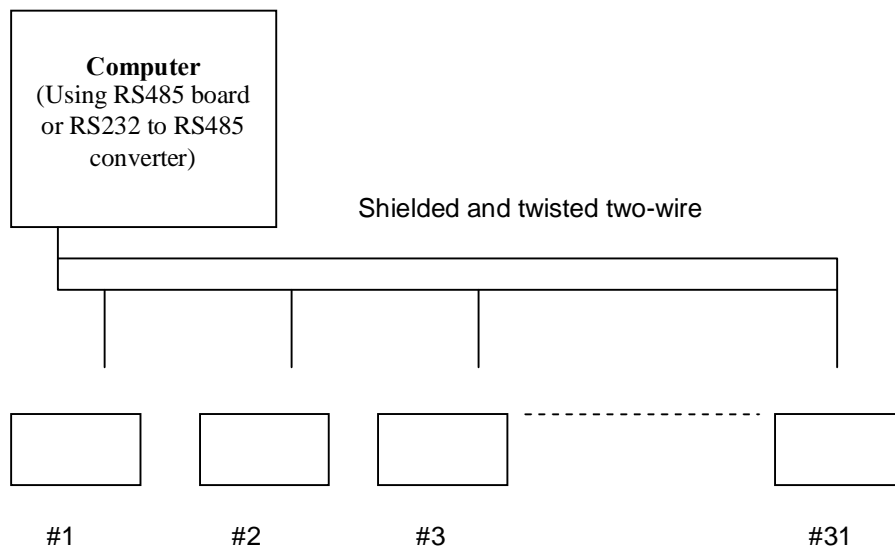 Computer
(Using RS485 board
or RS232 to RS485
converter)
Shielded and twisted two-wire
#1 #2 #3 #31